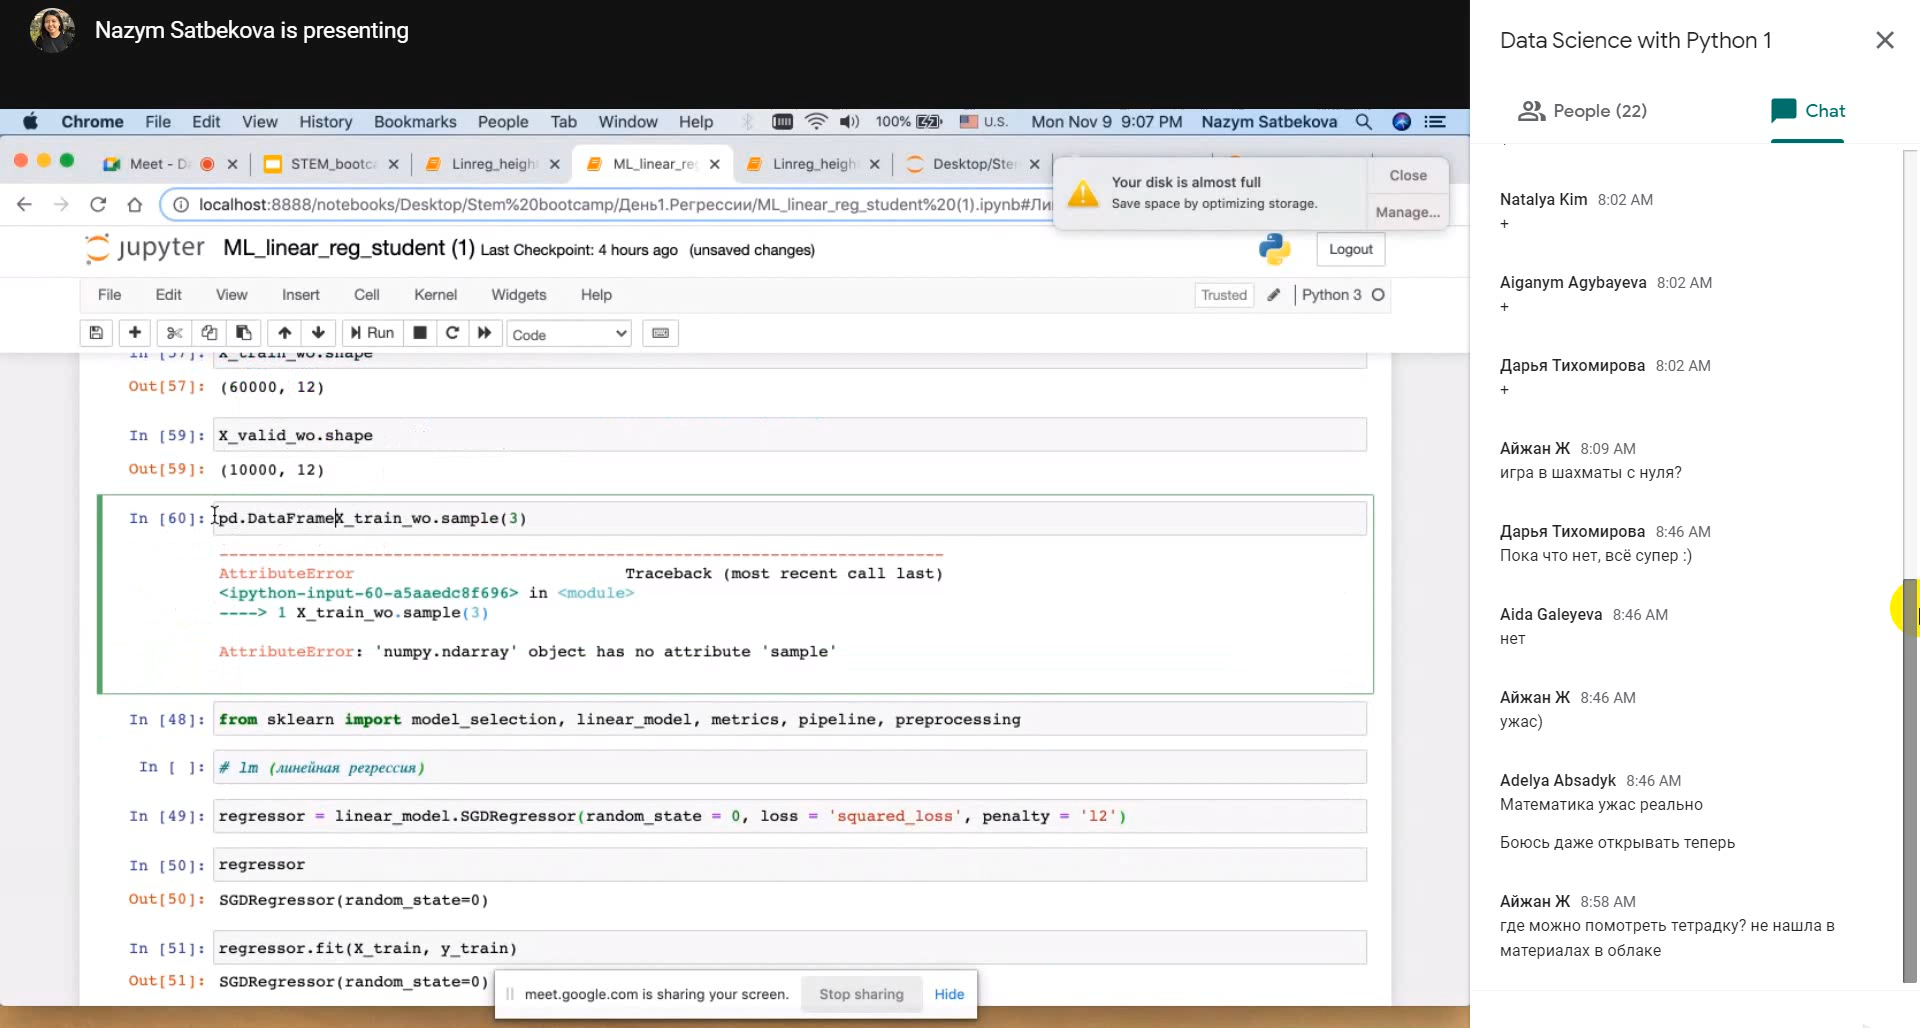 Nazym Satbekova is presenting
Chrome File Edit View History Bookmarks People Tab Window Help 100% U.S. Mon Nov 9 9:07 PM Nazym Satbekova
Meet - D STEM_bootc Linreg_heigh ML_linear_re Linreg_heigh Desktop/Ste
Your disk is almost full
Save space by optimizing storage.
Close
Manage...
localhost:8888/notebooks/Desktop/Stem%20bootcamp/День1.Регрессии/ML_linear_reg_student%20(1).ipynb#Ли
jupyter ML_linear_reg_student (1) Last Checkpoint: 4 hours ago (unsaved changes)
Logout
File Edit View Insert Cell Kernel Widgets Help
Trusted Python 3
Run Code
In [57]: X_train_wo.shape
Out[57]: (60000, 12)
In [59]: X_valid_wo.shape
Out[59]: (10000, 12)
In [60]: pd.DataFrameX_train_wo.sample(3)
---------------------------------------------------------------------------
AttributeError Traceback (most recent call last)
<ipython-input-60-a5aaedc8f696> in <module>
----> 1 X_train_wo.sample(3)
AttributeError: 'numpy.ndarray' object has no attribute 'sample'
In [48]: from sklearn import model_selection, linear_model, metrics, pipeline, preprocessing
In [ ]: # lm (линейная регрессия)
In [49]: regressor = linear_model.SGDRegressor(random_state = 0, loss = 'squared_loss', penalty = 'l2')
In [50]: regressor
Out[50]: SGDRegressor(random_state=0)
In [51]: regressor.fit(X_train, y_train)
Out[51]: SGDRegressor(random_state=0)
meet.google.com is sharing your screen. Stop sharing Hide
Data Science with Python 1
People (22)
Chat
Natalya Kim 8:02 AM
+
Aiganym Agybayeva 8:02 AM
+
Дарья Тихомирова 8:02 AM
+
Айжан Ж 8:09 AM
игра в шахматы с нуля?
Дарья Тихомирова 8:46 AM
Пока что нет, всё супер :)
Aida Galeyeva 8:46 AM
нет
Айжан Ж 8:46 AM
ужас)
Adelya Absadyk 8:46 AM
Математика ужас реально
Боюсь даже открывать теперь
Айжан Ж 8:58 AM
где можно помотреть тетрадку? не нашла в
материалах в облаке